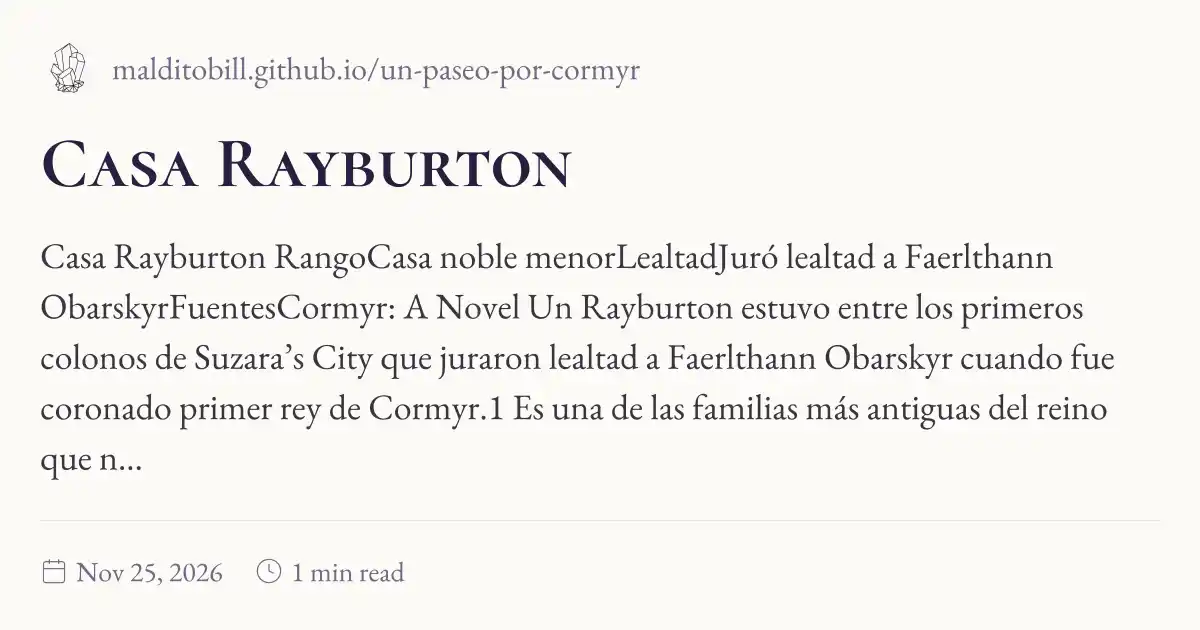 malditobill.github.io/un-paseo-por-cormyr
Casa Rayburton
Casa Rayburton RangoCasa noble menorLealtadJuró lealtad a Faerlthann
ObarskyrFuentesCormyr: A Novel Un Rayburton estuvo entre los primeros
colonos de Suzara’s City que juraron lealtad a Faerlthann Obarskyr cuando fue
coronado primer rey de Cormyr.1 Es una de las familias más antiguas del reino
que n...
Nov 25, 2026 1 min read